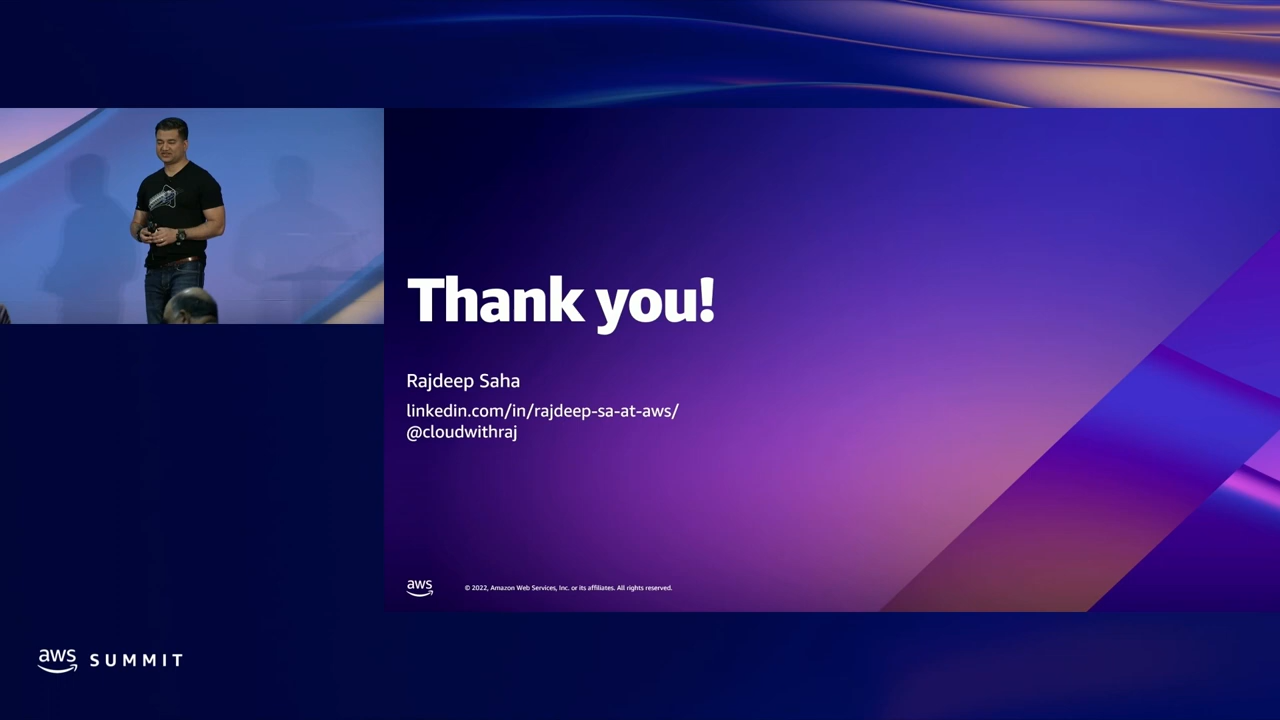 Thank you!
Rajdeep Saha
linkedin.com/in/rajdeep-sa-at-aws/
@cloudwithraj
aws
© 2022, Amazon Web Services, Inc. or its affiliates. All rights reserved.
aws SUMMIT